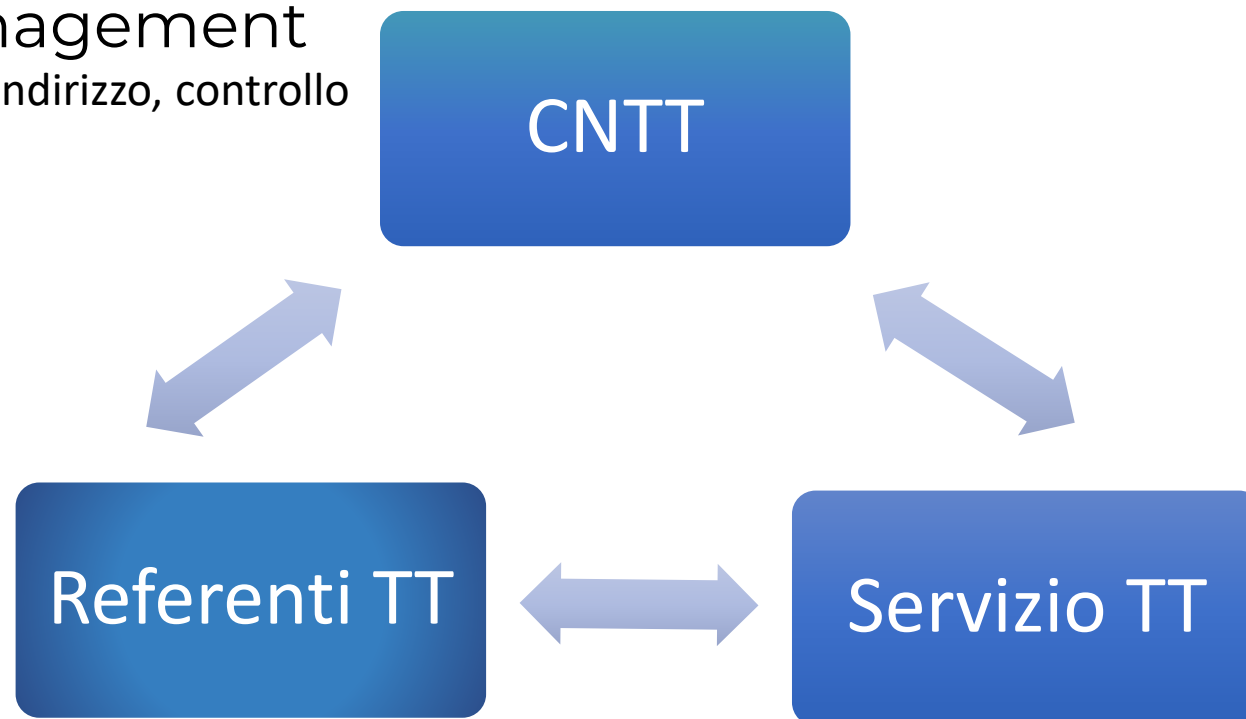 nagement
ndirizzo, controllo
CNTT
Referenti TT
Servizio TT